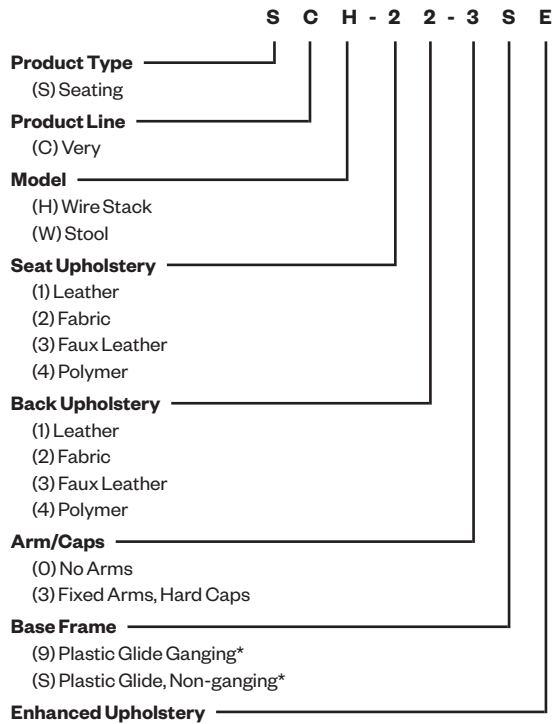 S C H - 2 2 - 3 S E
Product Type
(S) Seating
Product Line
(C) Very
Model
(H) Wire Stack
(W) Stool
Seat Upholstery
(1) Leather
(2) Fabric
(3) Faux Leather
(4) Polymer
Back Upholstery
(1) Leather
(2) Fabric
(3) Faux Leather
(4) Polymer
Arm/Caps
(0) No Arms
(3) Fixed Arms, Hard Caps
Base Frame
(9) Plastic Glide Ganging*
(S) Plastic Glide, Non-ganging*
Enhanced Upholstery